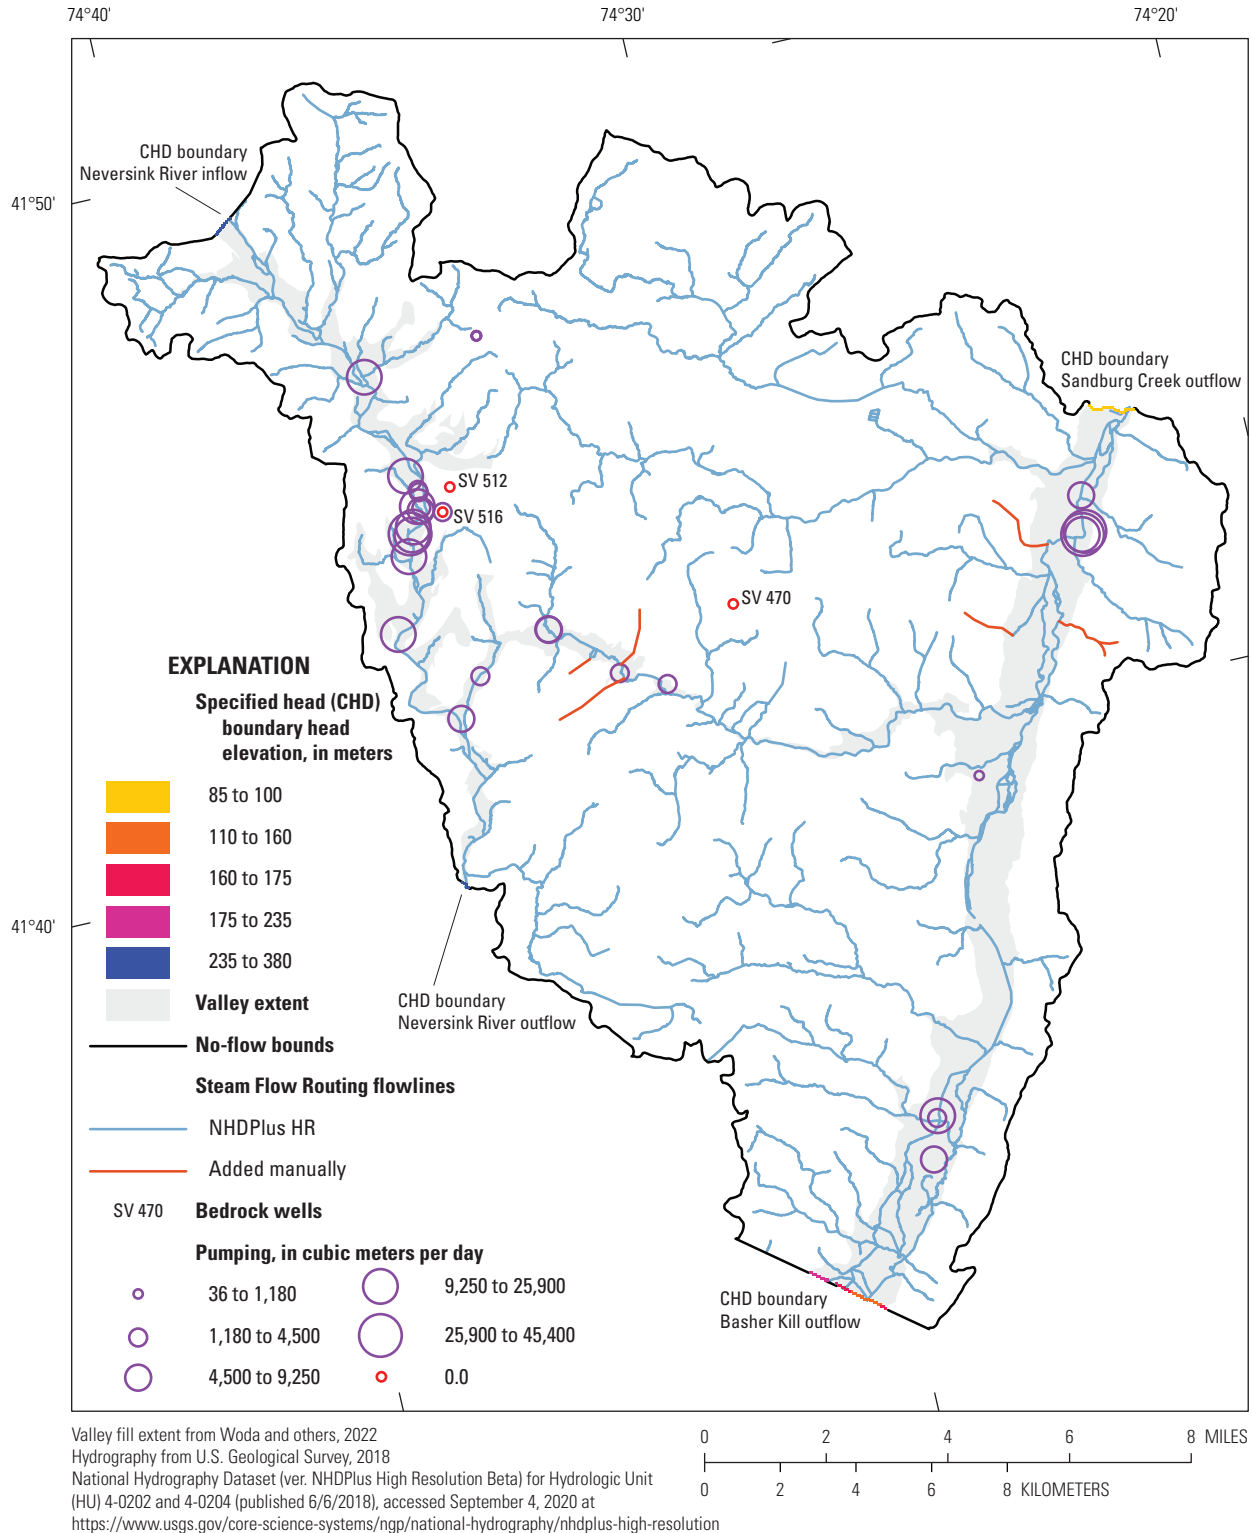 74°40'
74°30'
74°20'
CHD boundary
Neversink River inflow
41°50'
CHD boundary
Sandburg Creek outflow
SV 512
SV 516
SV 470
EXPLANATION
Specified head (CHD)
boundary head
elevation, in meters
85 to 100
110 to 160
160 to 175
175 to 235
235 to 380
Valley extent
No-flow bounds
Steam Flow Routing flowlines
NHDPlus HR
Added manually
SV 470 Bedrock wells
Pumping, in cubic meters per day
36 to 1,180
1,180 to 4,500
4,500 to 9,250
9,250 to 25,900
25,900 to 45,400
0.0
41°40'
CHD boundary
Neversink River outflow
CHD boundary
Basher Kill outflow
Valley fill extent from Woda and others, 2022
Hydrography from U.S. Geological Survey, 2018
National Hydrography Dataset (ver. NHDPlus High Resolution Beta) for Hydrologic Unit
(HU) 4-0202 and 4-0204 (published 6/6/2018), accessed September 4, 2020 at
https://www.usgs.gov/core-science-systems/ngp/national-hydrography/nhdplus-high-resolution
0 2 4 6 8 MILES
0 2 4 6 8 KILOMETERS